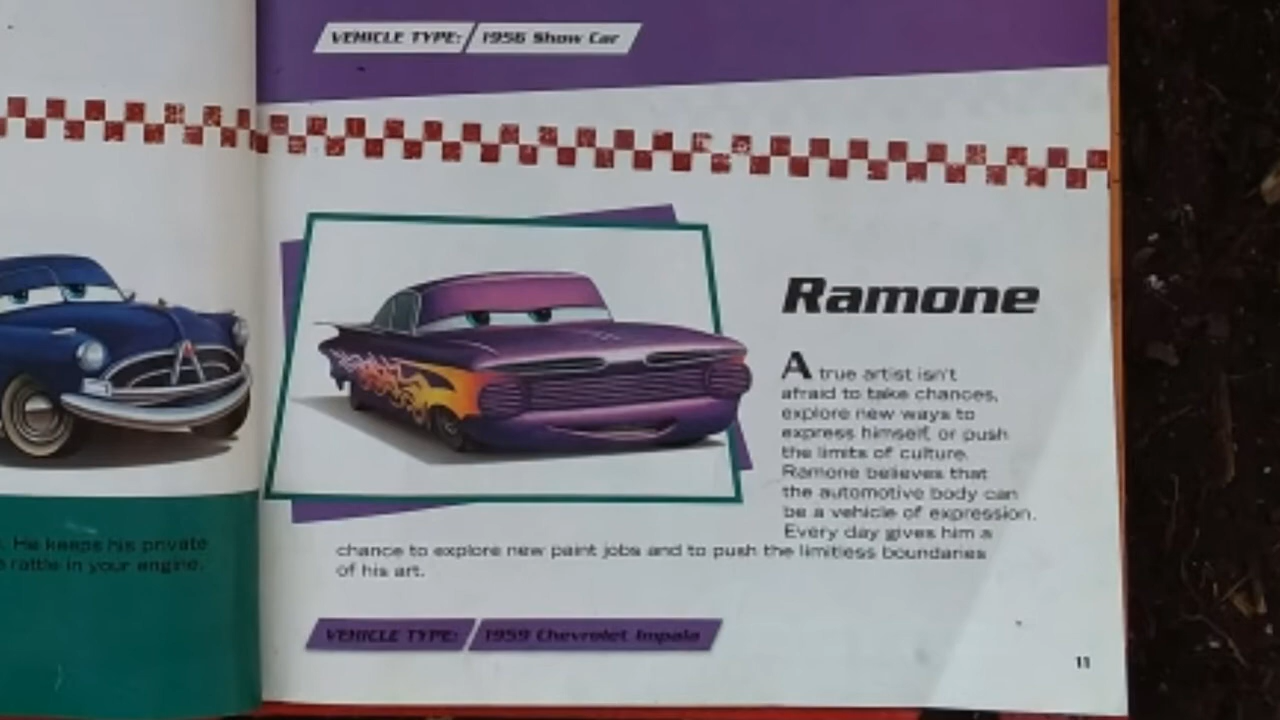 . He keeps his private
rattle in your engine.
VEHICLE TYPE: 1956 Show Car
Ramone
A true artist isn't
afraid to take chances,
explore new ways to
express himself, or push
the limits of culture.
Ramone believes that
the automotive body can
be a vehicle of expression.
Every day gives him a
chance to explore new paint jobs and to push the limitless boundaries
of his art.
VEHICLE TYPE: 1959 Chevrolet Impala
11